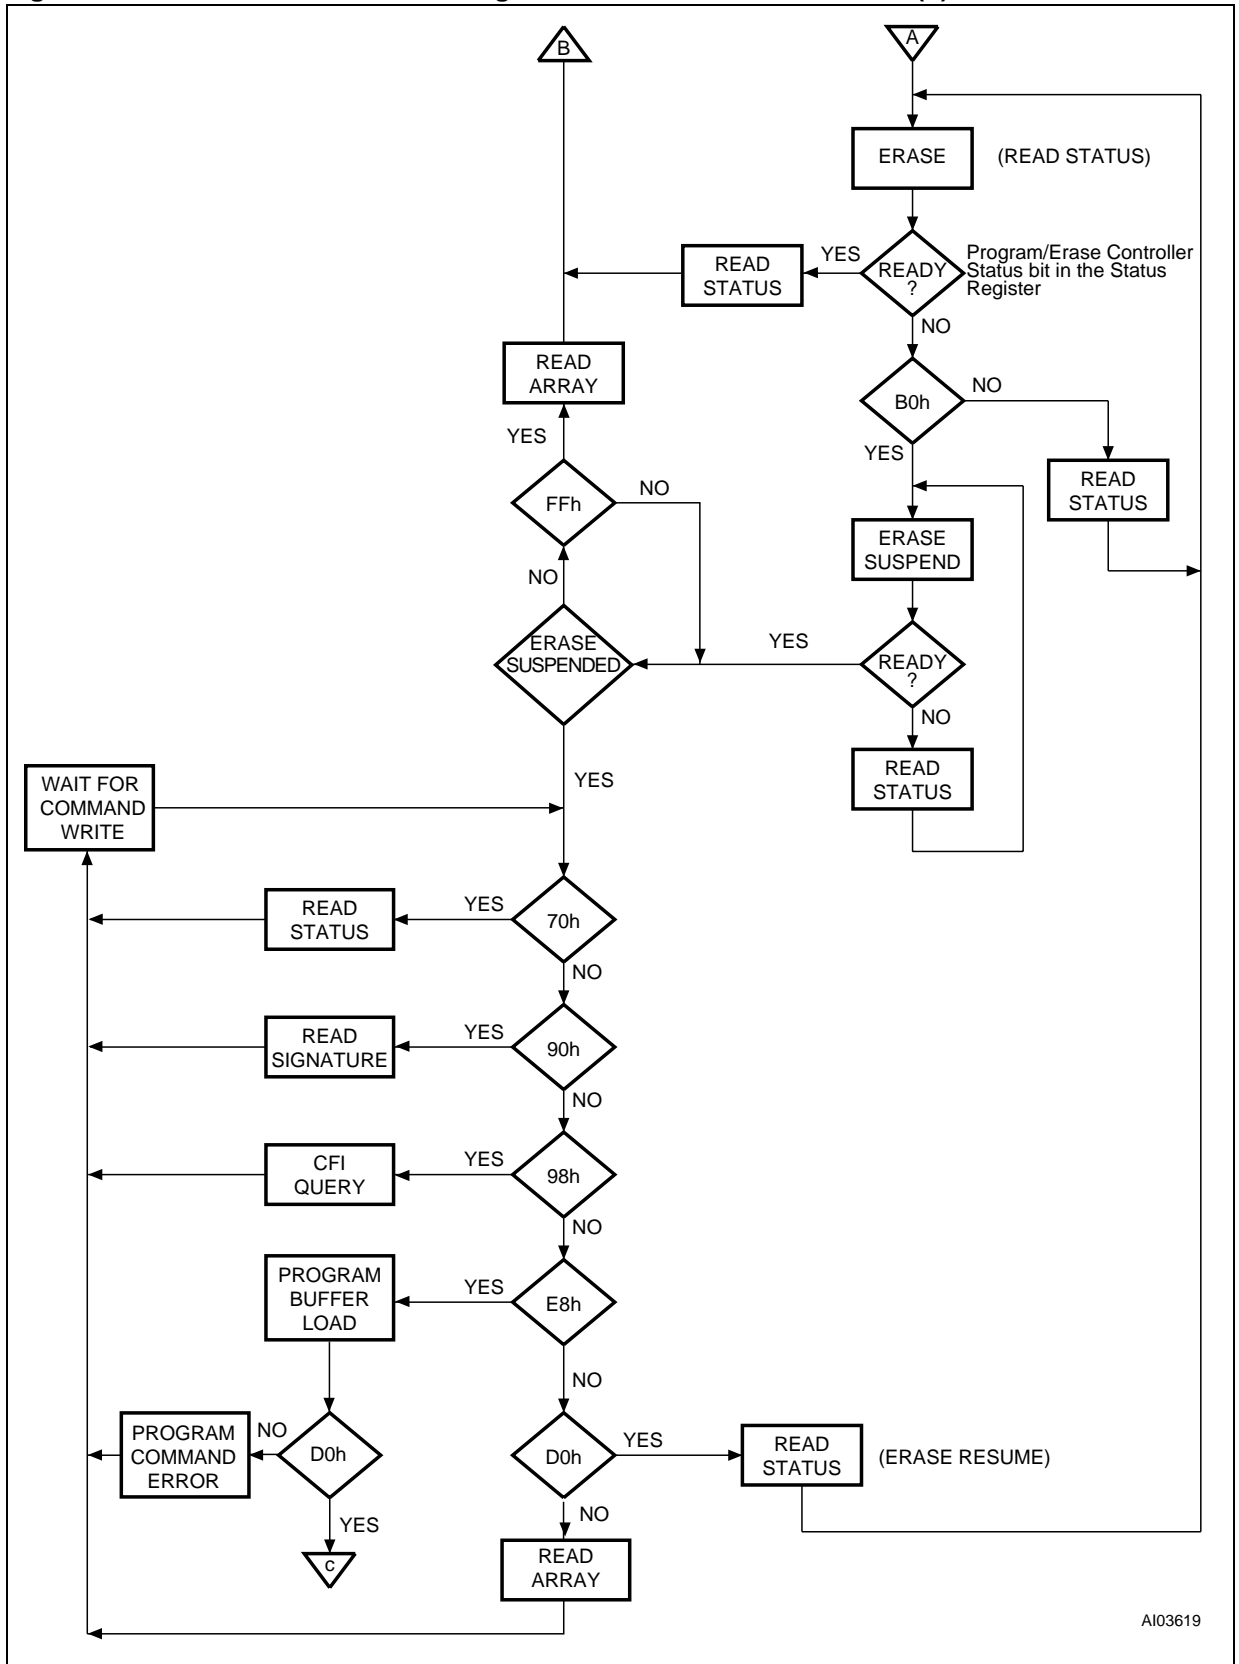 B
A
ERASE
(READ STATUS)
READ
STATUS
YES
READY
?
Program/Erase Controller
Status bit in the Status
Register
NO
READ
ARRAY
B0h
NO
YES
YES
READ
STATUS
FFh
NO
ERASE
SUSPEND
NO
ERASE
SUSPENDED
YES
READY
?
NO
READ
STATUS
YES
WAIT FOR
COMMAND
WRITE
READ
STATUS
YES
70h
NO
READ
SIGNATURE
YES
90h
NO
CFI
QUERY
YES
98h
NO
PROGRAM
BUFFER
LOAD
YES
E8h
NO
PROGRAM
COMMAND
ERROR
NO
D0h
YES
c
D0h
YES
READ
STATUS
(ERASE RESUME)
NO
READ
ARRAY
AI03619